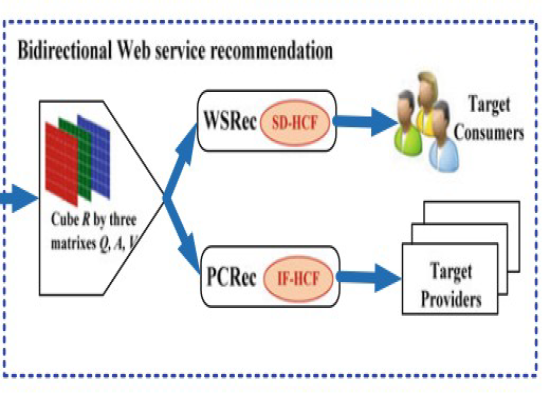 Bidirectional Web service recommendation
WSRec SD-HCF
Target
Consumers
Cube R by three
matrixes Q, A, V
PCRec IF-HCF
Target
Providers